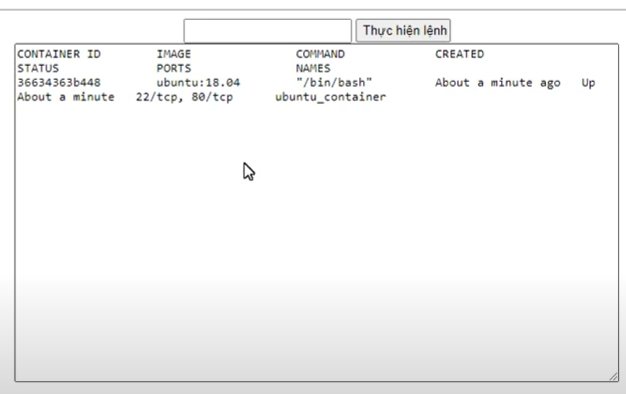 Thực hiện lệnh
CONTAINER ID IMAGE COMMAND CREATED
STATUS PORTS NAMES
36634363b448 ubuntu:18.04 "/bin/bash" About a minute ago Up
About a minute 22/tcp, 80/tcp ubuntu_container